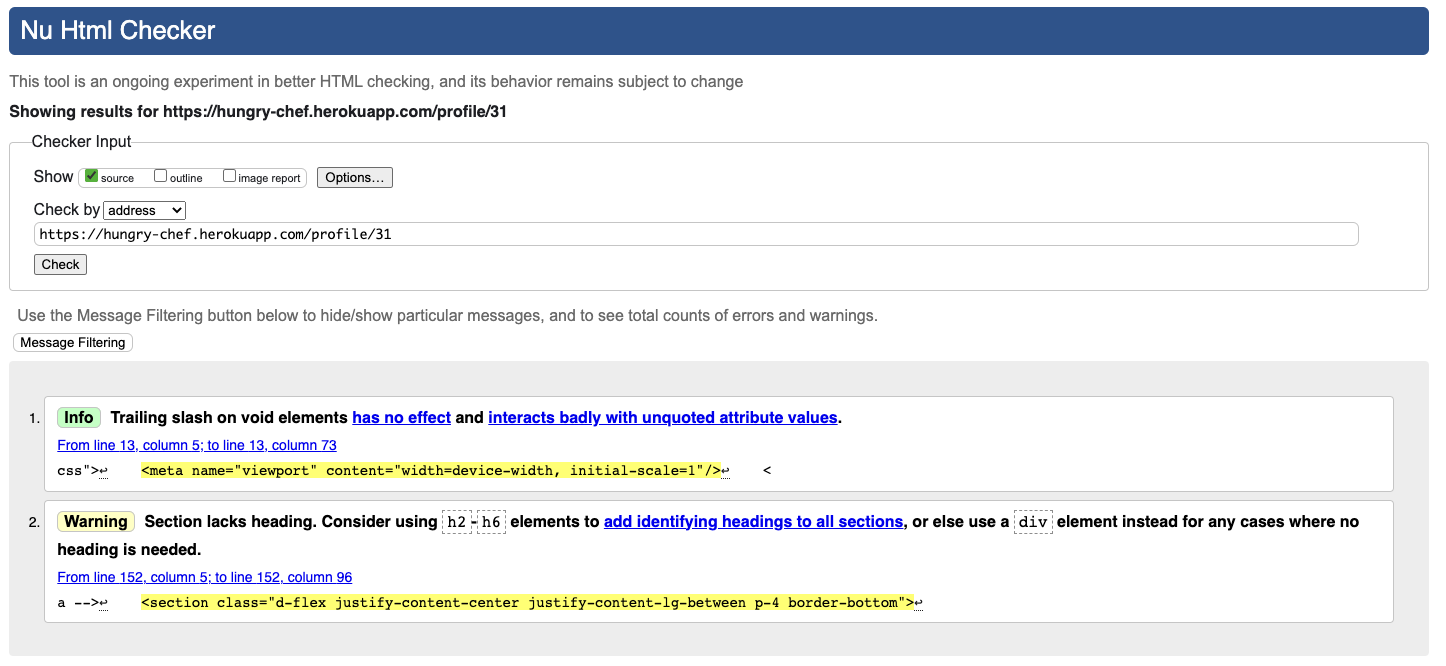 Nu Html Checker
This tool is an ongoing experiment in better HTML checking, and its behavior remains subject to change
Showing results for https://hungry-chef.herokuapp.com/profile/31
Checker Input
Show source outline image report Options...
Check by address
https://hungry-chef.herokuapp.com/profile/31
Check
Use the Message Filtering button below to hide/show particular messages, and to see total counts of errors and warnings.
Message Filtering
1. Info Trailing slash on void elements has no effect and interacts badly with unquoted attribute values.
From line 13, column 5; to line 13, column 73
css">↩ <meta name="viewport" content="width=device-width, initial-scale=1"/>↩ <
2. Warning Section lacks heading. Consider using h2-h6 elements to add identifying headings to all sections, or else use a div element instead for any cases where no
heading is needed.
From line 152, column 5; to line 152, column 96
a -->↩ <section class="d-flex justify-content-center justify-content-lg-between p-4 border-bottom">↩